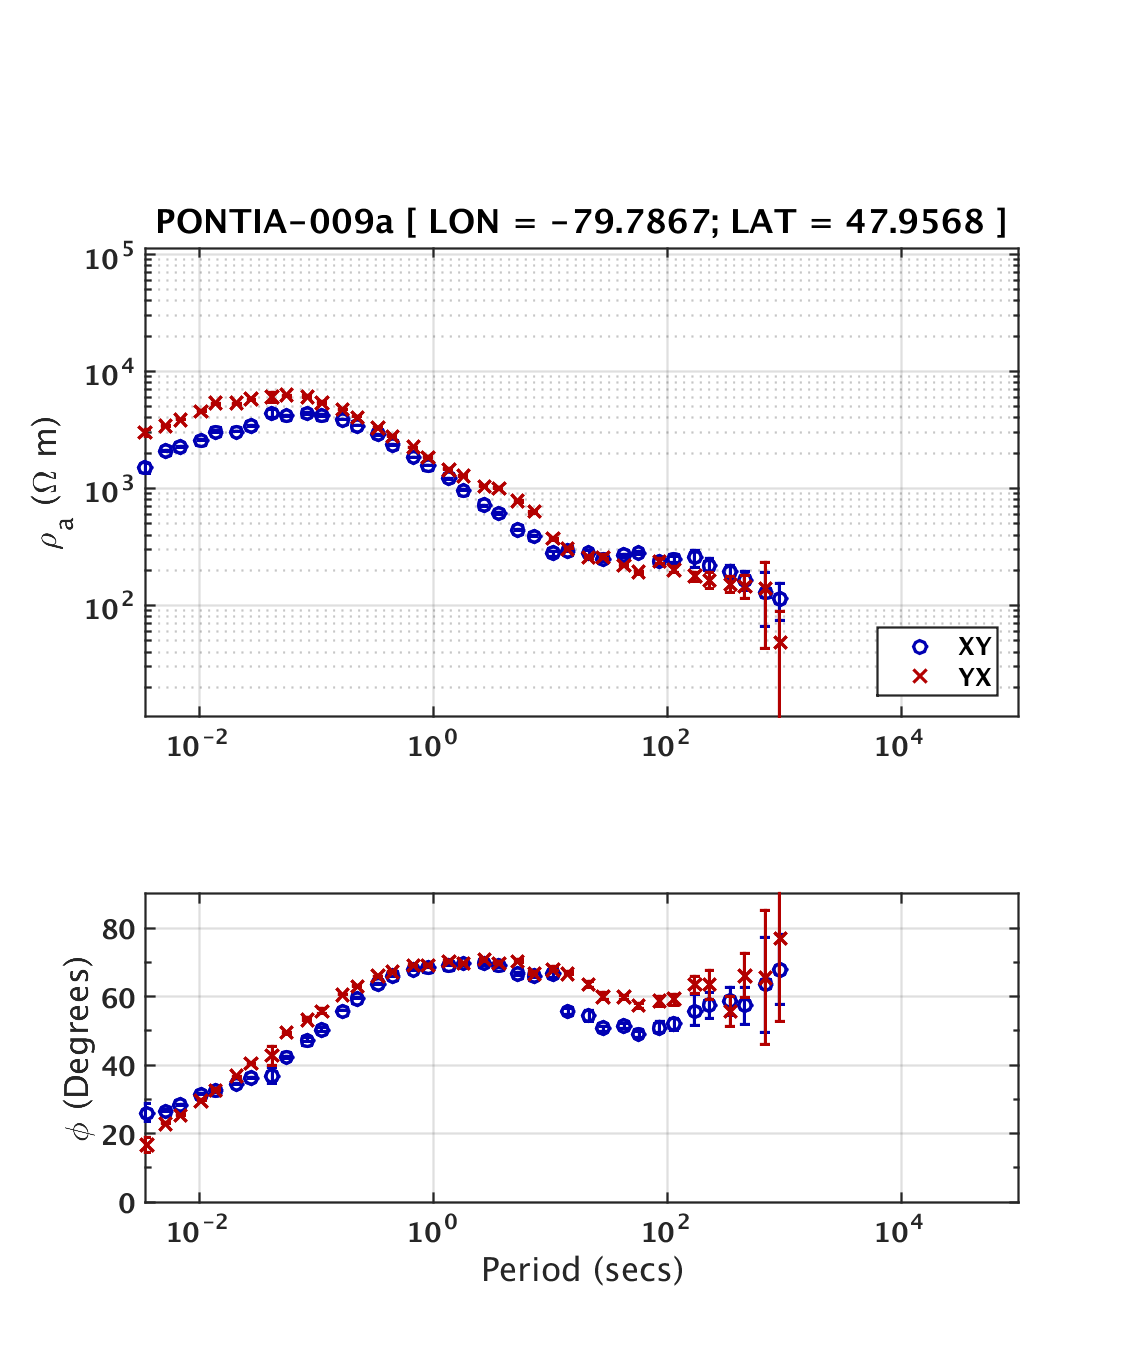 PONTIA-009a [ LON = -79.7867; LAT = 47.9568 ]
10^5
10^4
10^3
10^2
ρa (Ω m)
XY
YX
10^-2 10^0 10^2 10^4
80
60
40
20
0
ϕ (Degrees)
10^-2 10^0 10^2 10^4
Period (secs)